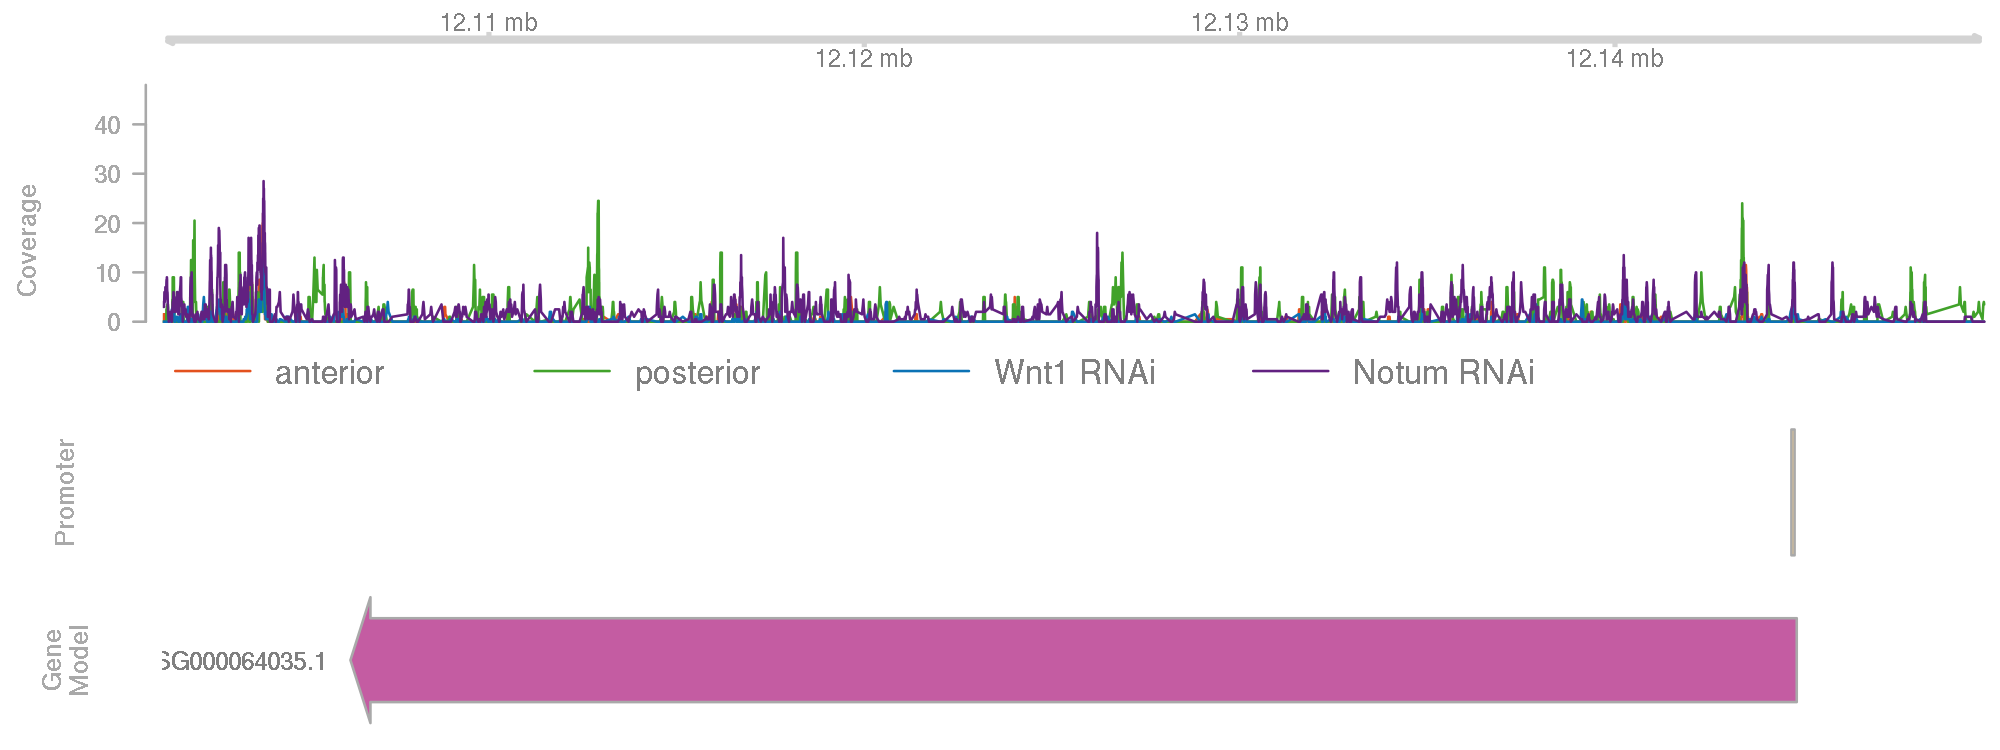 12.11 mb
12.13 mb
12.12 mb
12.14 mb
Coverage
40
30
20
10
0
anterior
posterior
Wnt1 RNAi
Notum RNAi
Promoter
Gene
Model
SG000064035.1